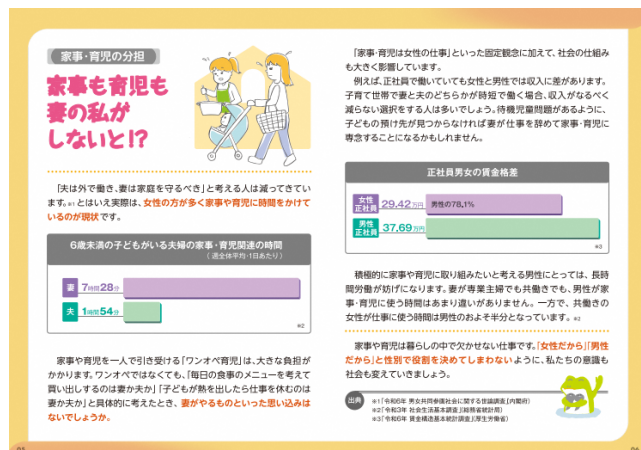 家事・育児の分担
家事も育児も
妻の私が
しないと!?
「夫は外で働き、妻は家庭を守るべき」と考える人は減ってきてい
ます。※1 とはいえ実際は、女性の方が多く家事や育児に時間をかけて
いるのが現状です。
6歳未満の子どもがいる夫婦の家事・育児関連の時間
(週全体平均・1日あたり)
妻 7時間28分
夫 1時間54分
※2
家事や育児を一人で引き受ける「ワンオペ育児」は、大きな負担が
かかります。ワンオペではなくても、「毎日の食事のメニューを考えて
買い出しするのは妻か夫か」「子どもが熱を出したら仕事を休むのは
妻か夫か」と具体的に考えたとき、妻がやるものといった思い込みは
ないでしょうか。
「家事・育児は女性の仕事」といった固定観念に加えて、社会の仕組み
も大きく影響しています。
例えば、正社員で働いていても女性と男性では収入に差があります。
子育て世帯で妻と夫のどちらかが時短で働く場合、収入がなるべく
減らない選択をする人は多いでしょう。待機児童問題があるように、
子どもの預け先が見つからなければ妻が仕事を辞めて家事・育児に
専念することになるかもしれません。
正社員男女の賃金格差
女性
正社員 29.42万円 男性の78.1%
男性
正社員 37.69万円
※3
積極的に家事や育児に取り組みたいと考える男性にとっては、長時
間労働が妨げになります。妻が専業主婦でも共働きでも、男性が家
事・育児に使う時間はあまり違いがありません。一方で、共働きの
女性が仕事に使う時間は男性のおよそ半分となっています。※2
家事や育児は暮らしの中で欠かせない仕事です。「女性だから」「男性
だから」と性別で役割を決めてしまわないように、私たちの意識も
社会も変えていきましょう。
出典
※1「令和6年 男女共同参画社会に関する世論調査」(内閣府)
※2「令和3年 社会生活基本調査」(総務省統計局)
※3「令和6年 賃金構造基本統計調査」(厚生労働省)